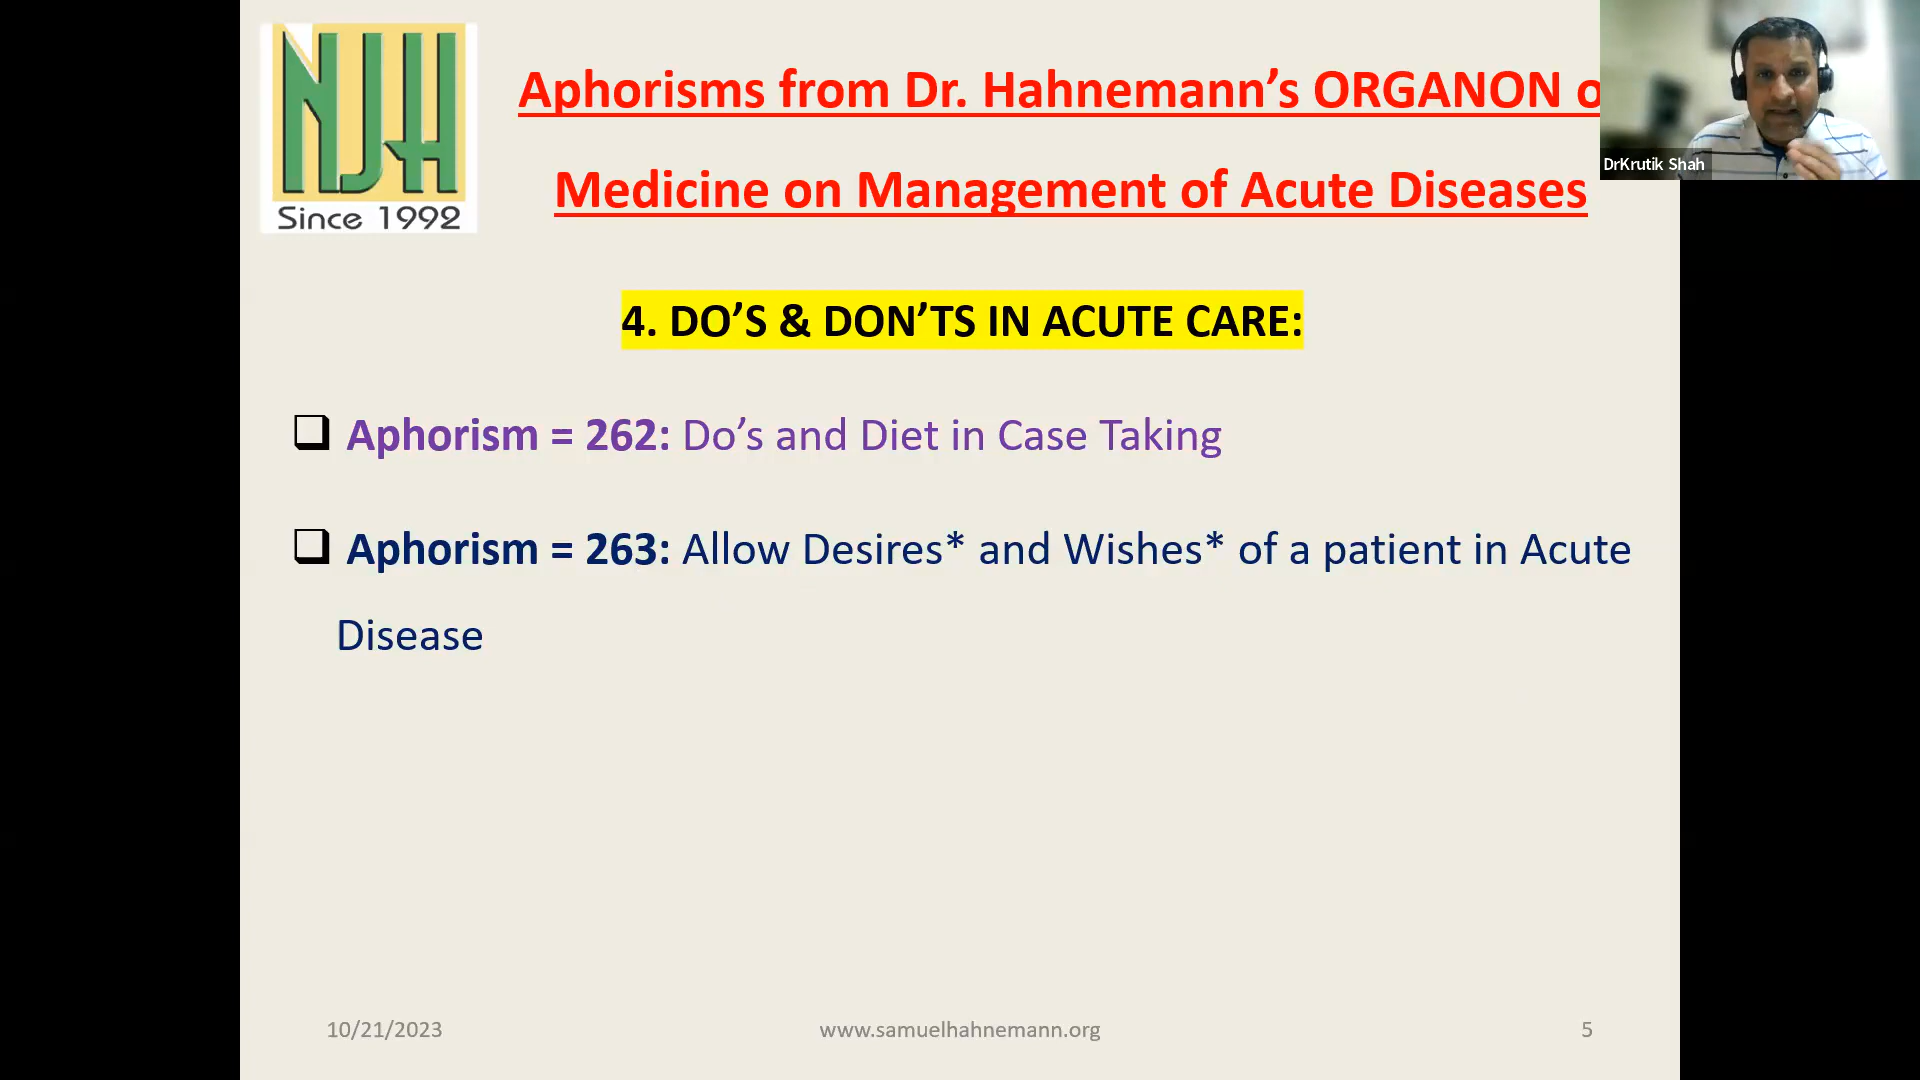 NJH
Since 1992
Aphorisms from Dr. Hahnemann’s ORGANON o
Medicine on Management of Acute Diseases
DrKrutik Shah
4. DO’S & DON’TS IN ACUTE CARE:
Aphorism = 262: Do’s and Diet in Case Taking
Aphorism = 263: Allow Desires* and Wishes* of a patient in Acute
Disease
10/21/2023
www.samuelhahnemann.org
5